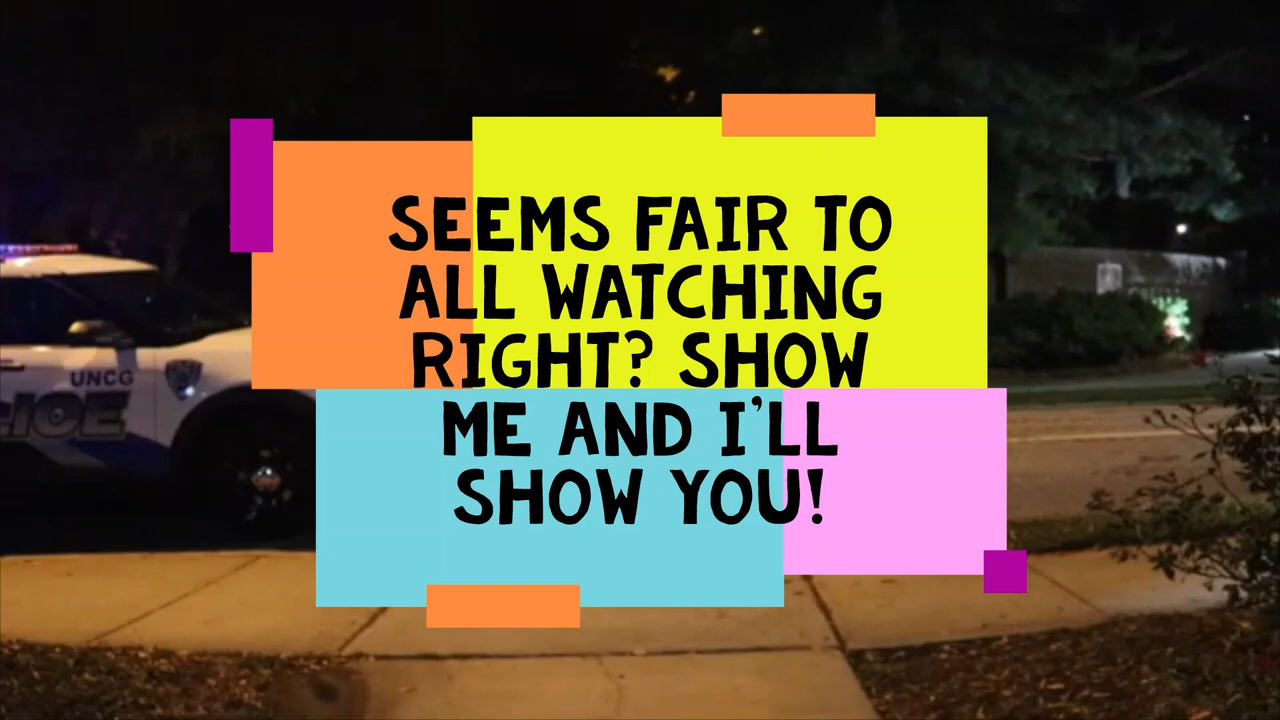 SEEMS FAIR TO
ALL WATCHING
RIGHT? SHOW
ME AND I'LL
SHOW YOU!
UNCG